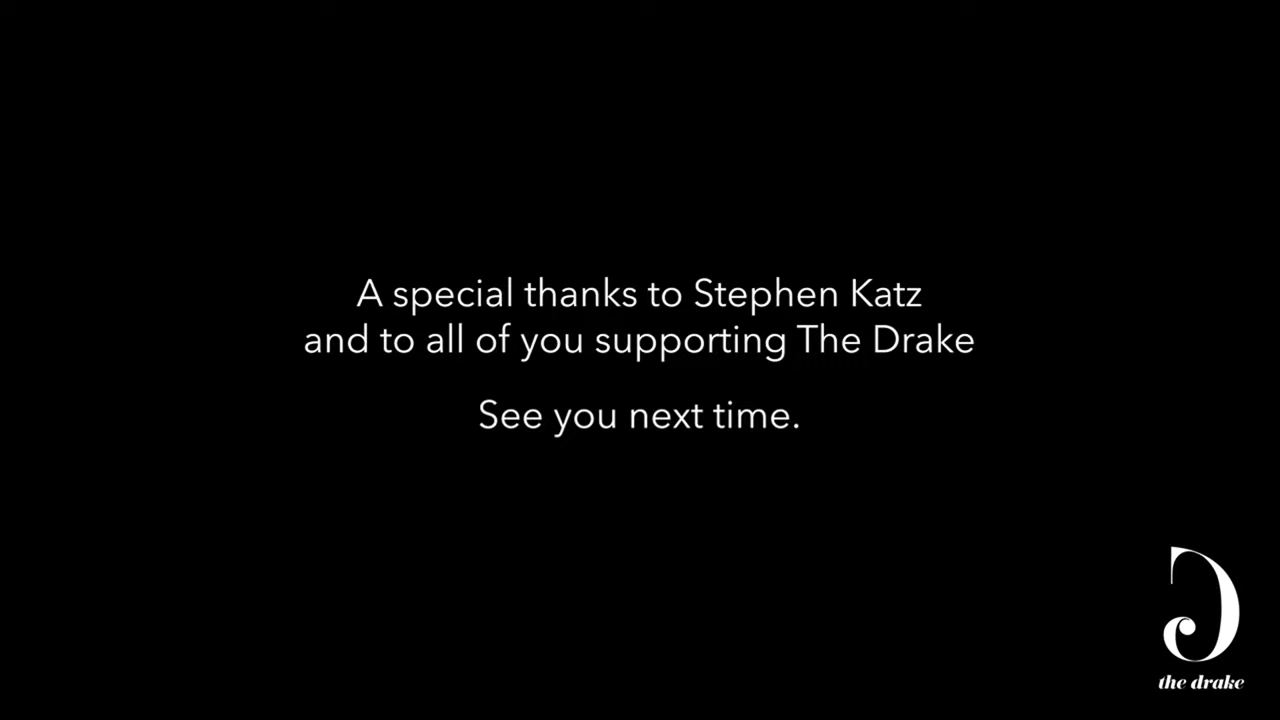 A special thanks to Stephen Katz
and to all of you supporting The Drake
See you next time.
the drake